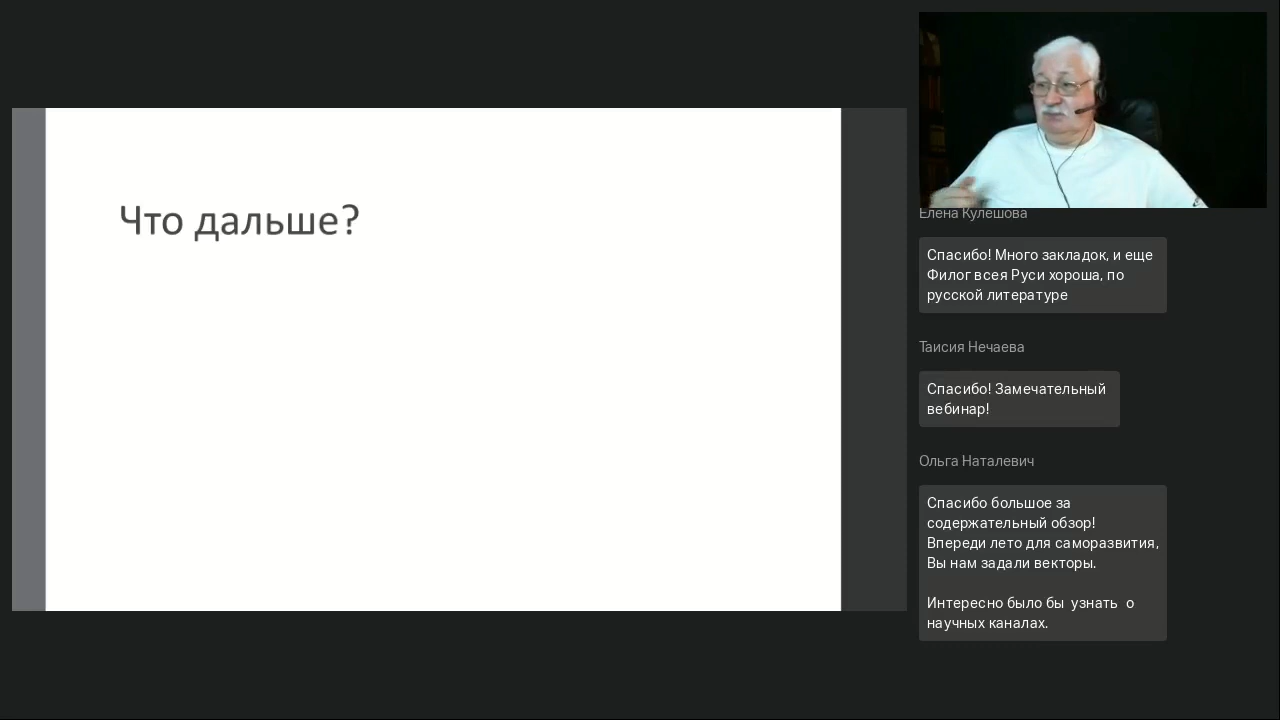 Что дальше?
Елена Кулешова
Спасибо! Много закладок, и еще
Филог всея Руси хороша, по
русской литературе
Таисия Нечаева
Спасибо! Замечательный
вебинар!
Ольга Наталевич
Спасибо большое за
содержательный обзор!
Впереди лето для саморазвития,
Вы нам задали векторы.
Интересно было бы узнать о
научных каналах.